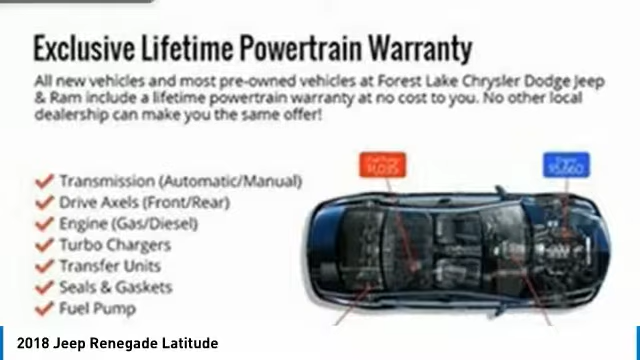 Exclusive Lifetime Powertrain Warranty
All new vehicles and most pre-owned vehicles at Forest Lake Chrysler Dodge Jeep
& Ram include a lifetime powertrain warranty at no cost to you. No other local
dealership can make you the same offer!
Transmission (Automatic/Manual)
Drive Axels (Front/Rear)
Engine (Gas/Diesel)
Turbo Chargers
Transfer Units
Seals & Gaskets
Fuel Pump
2018 Jeep Renegade Latitude